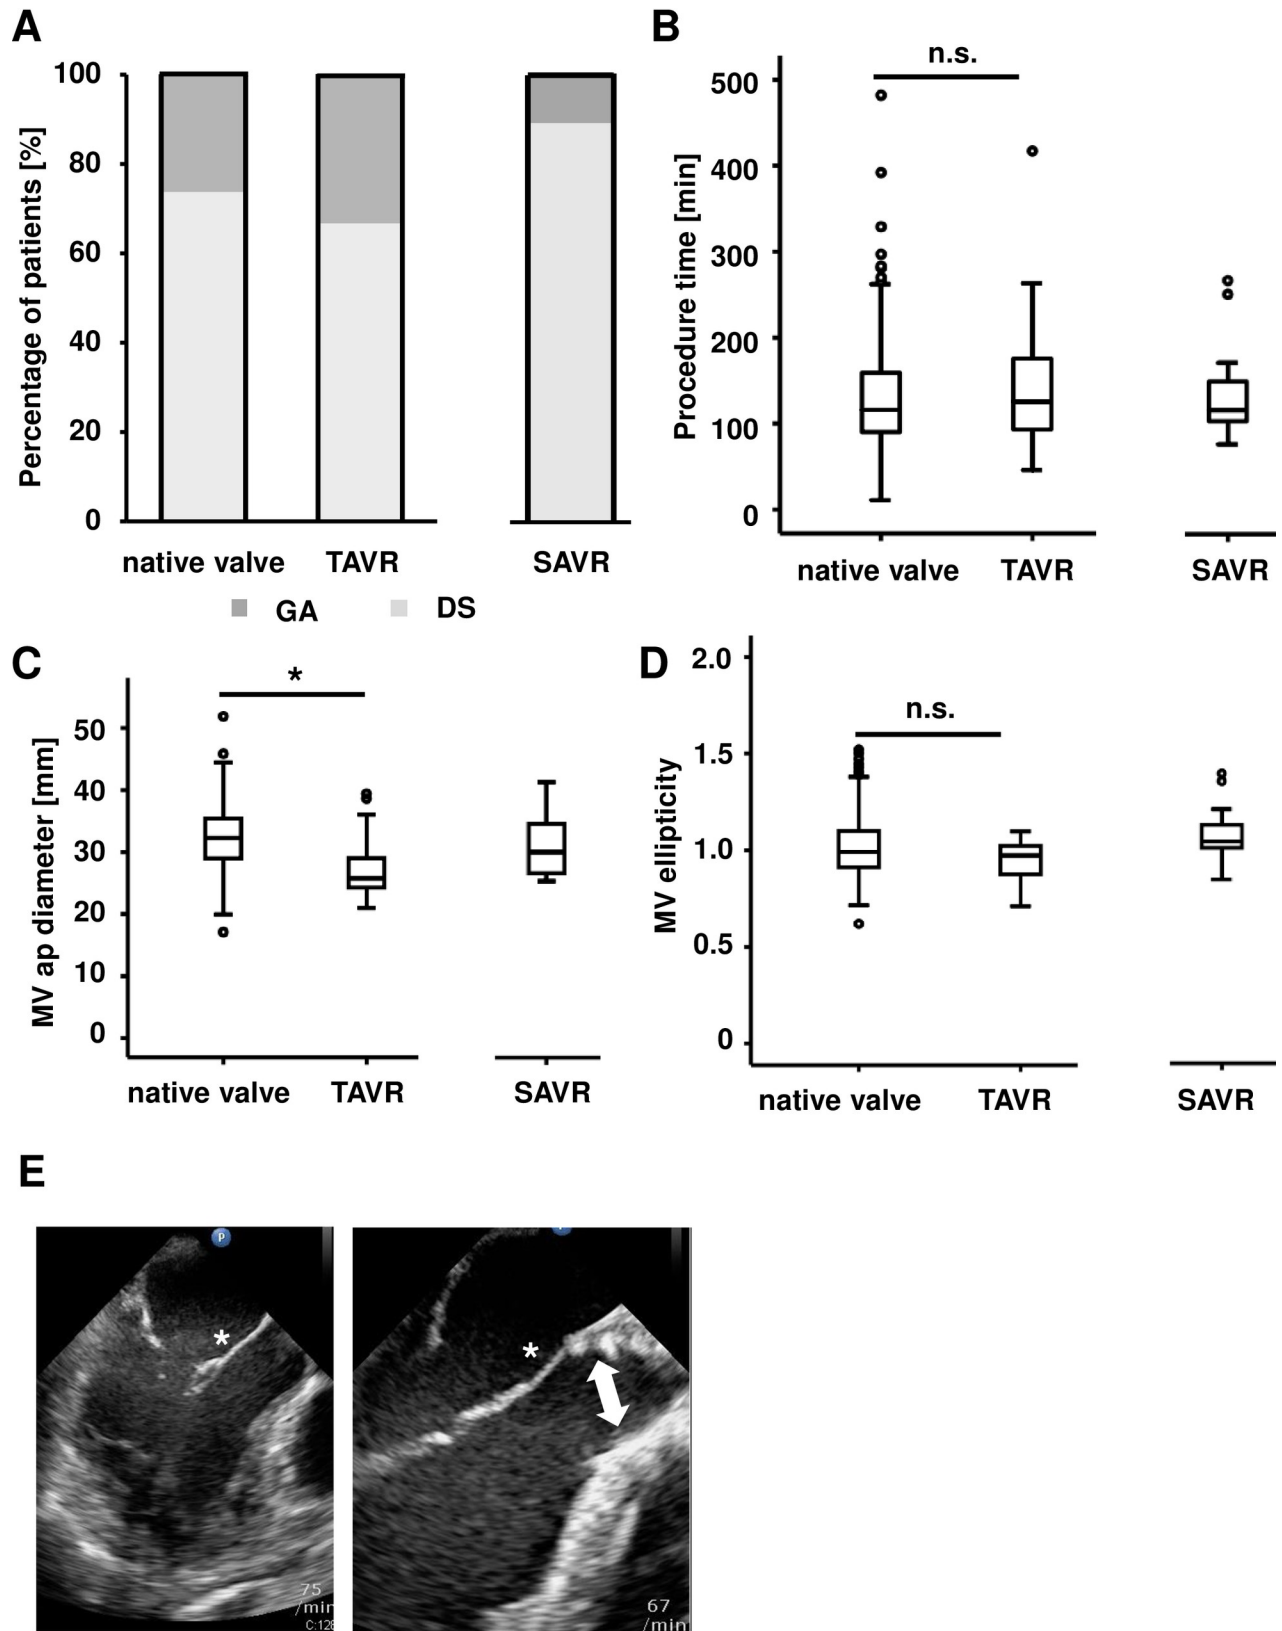 A
Percentage of patients [%]
100
80
60
40
20
0
native valve TAVR SAVR
GA DS
B
n.s.
Procedure time [min]
500
400
300
200
100
0
native valve TAVR SAVR
C
*
MV ap diameter [mm]
50
40
30
20
10
0
native valve TAVR SAVR
D
n.s.
MV ellipticity
2.0
1.5
1.0
0.5
0
native valve TAVR SAVR
E
P
*
75
/min
C:128
*
67
/min